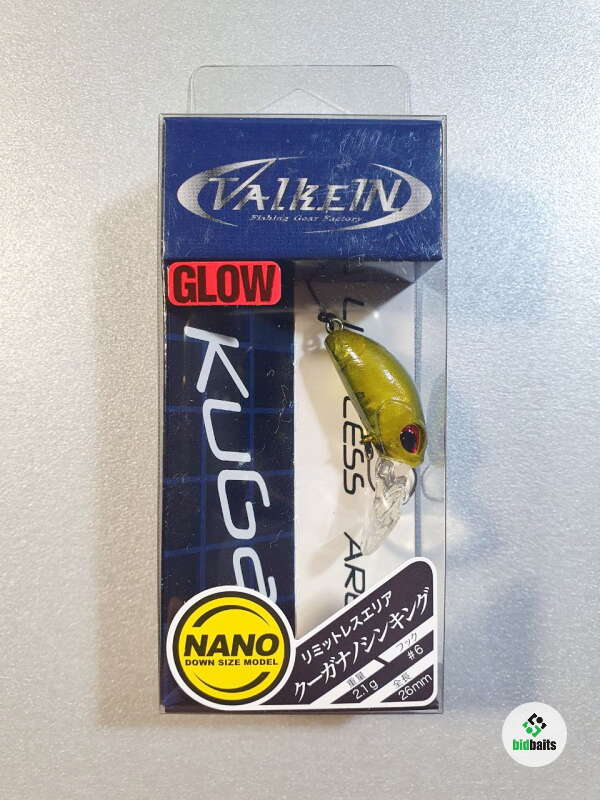 ValkeIN
Fishing Gear Factory
GLOW
KUGa
LESS
NANO
DOWN SIZE MODEL
リミットレスエリア
クーガナノシンキング
重量
2.1g
フック
#6
全長
26mm
bidbaits